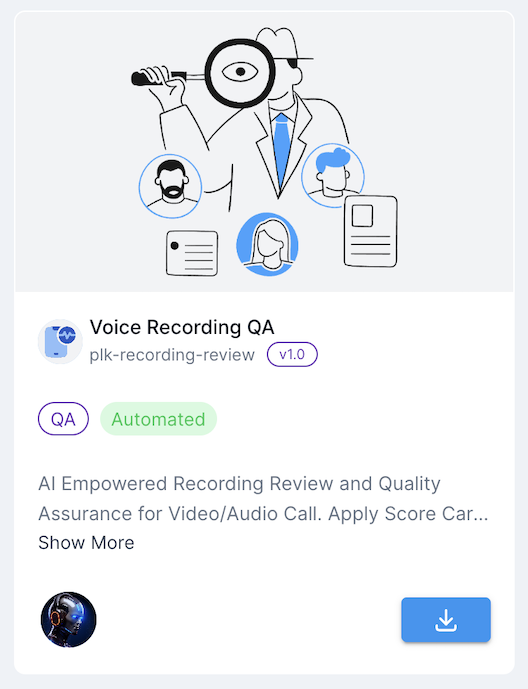 Voice Recording QA
plk-recording-review v1.0
QA Automated
AI Empowered Recording Review and Quality
Assurance for Video/Audio Call. Apply Score Car...
Show More